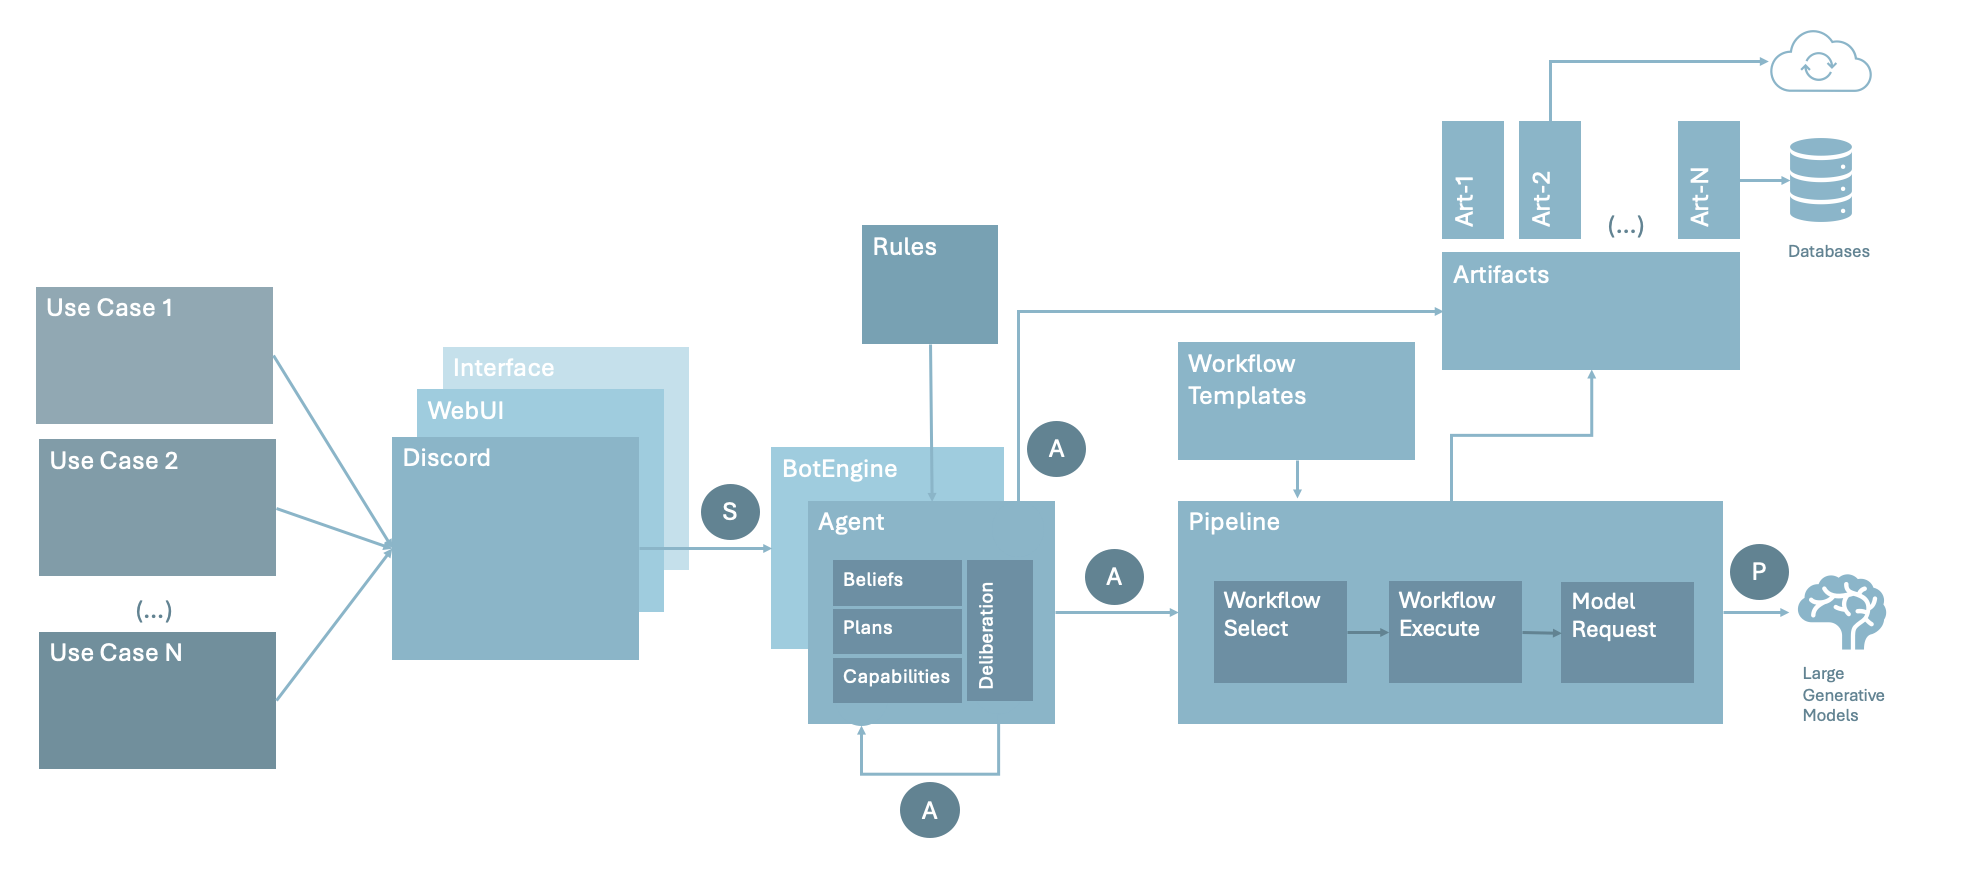 Use Case 1
Use Case 2
(...)
Use Case N
Interface
WebUI
Discord
S
BotEngine
Rules
Agent
Beliefs
Plans
Capabilities
Deliberation
A
A
A
Workflow
Templates
Pipeline
Workflow
Select
Workflow
Execute
Model
Request
Art-1
Art-2
(...)
Art-N
Artifacts
Databases
P
Large
Generative
Models